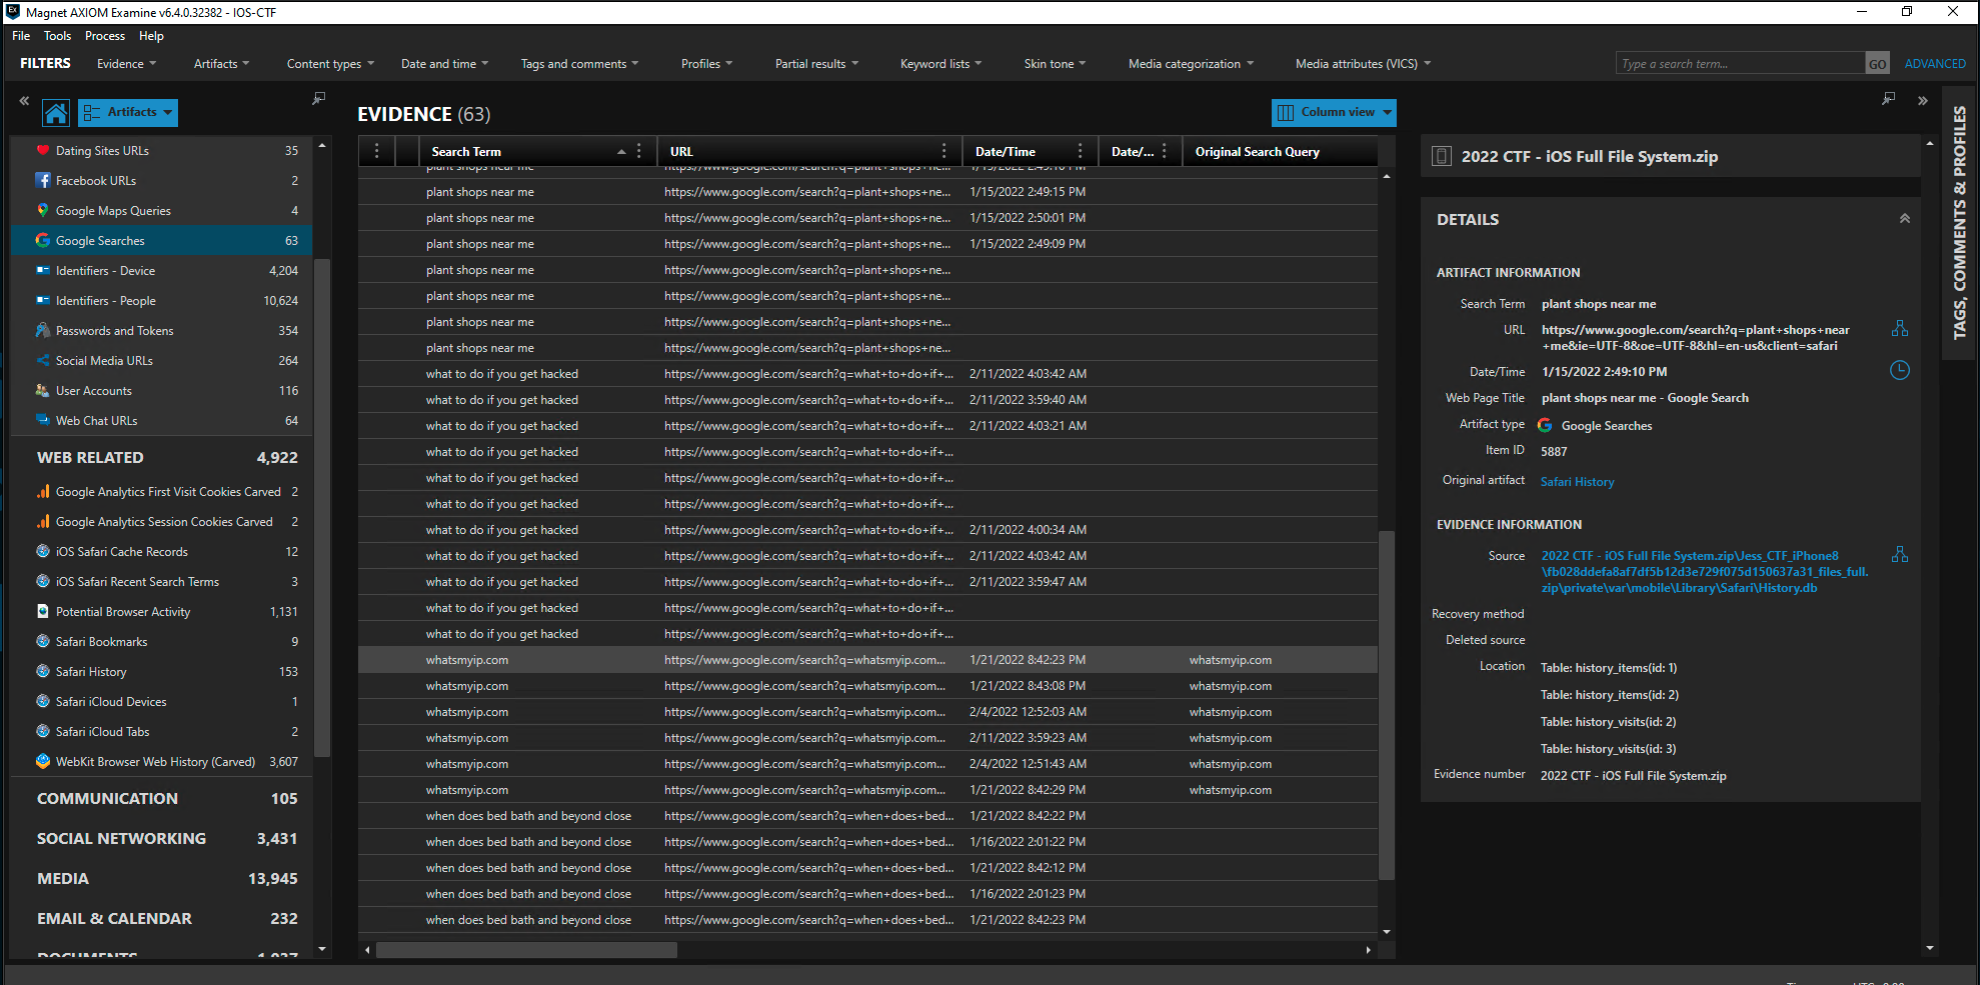 Magnet AXIOM Examine v6.4.0.32382 - IOS-CTF
File Tools Process Help
FILTERS Evidence Artifacts Content types Date and time Tags and comments Profiles Partial results Keyword lists Skin tone Media categorization Media attributes (VICS) Type a search term... GO ADVANCED
Artifacts
Dating Sites URLs 35
Facebook URLs 2
Google Maps Queries 4
Google Searches 63
Identifiers - Device 4,204
Identifiers - People 10,624
Passwords and Tokens 354
Social Media URLs 264
User Accounts 116
Web Chat URLs 64
WEB RELATED 4,922
Google Analytics First Visit Cookies Carved 2
Google Analytics Session Cookies Carved 2
iOS Safari Cache Records 12
iOS Safari Recent Search Terms 3
Potential Browser Activity 1,131
Safari Bookmarks 9
Safari History 153
Safari iCloud Devices 1
Safari iCloud Tabs 2
WebKit Browser Web History (Carved) 3,607
COMMUNICATION 105
SOCIAL NETWORKING 3,431
MEDIA 13,945
EMAIL & CALENDAR 232
EVIDENCE (63)
Column view
Search Term URL Date/Time Date/... Original Search Query
plant shops near me https://www.google.com/search?q=plant+shops+ne... 1/15/2022 2:49:10 PM
plant shops near me https://www.google.com/search?q=plant+shops+ne... 1/15/2022 2:49:15 PM
plant shops near me https://www.google.com/search?q=plant+shops+ne... 1/15/2022 2:50:01 PM
plant shops near me https://www.google.com/search?q=plant+shops+ne... 1/15/2022 2:49:09 PM
plant shops near me https://www.google.com/search?q=plant+shops+ne...
plant shops near me https://www.google.com/search?q=plant+shops+ne...
plant shops near me https://www.google.com/search?q=plant+shops+ne...
plant shops near me https://www.google.com/search?q=plant+shops+ne...
what to do if you get hacked https://www.google.com/search?q=what+to+do+if+... 2/11/2022 4:03:42 AM
what to do if you get hacked https://www.google.com/search?q=what+to+do+if+... 2/11/2022 3:59:40 AM
what to do if you get hacked https://www.google.com/search?q=what+to+do+if+... 2/11/2022 4:03:21 AM
what to do if you get hacked https://www.google.com/search?q=what+to+do+if+...
what to do if you get hacked https://www.google.com/search?q=what+to+do+if+...
what to do if you get hacked https://www.google.com/search?q=what+to+do+if+...
what to do if you get hacked https://www.google.com/search?q=what+to+do+if+... 2/11/2022 4:00:34 AM
what to do if you get hacked https://www.google.com/search?q=what+to+do+if+... 2/11/2022 4:03:42 AM
what to do if you get hacked https://www.google.com/search?q=what+to+do+if+... 2/11/2022 3:59:47 AM
what to do if you get hacked https://www.google.com/search?q=what+to+do+if+...
what to do if you get hacked https://www.google.com/search?q=what+to+do+if+...
whatsmyip.com https://www.google.com/search?q=whatsmyip.com... 1/21/2022 8:42:23 PM whatsmyip.com
whatsmyip.com https://www.google.com/search?q=whatsmyip.com... 1/21/2022 8:43:08 PM whatsmyip.com
whatsmyip.com https://www.google.com/search?q=whatsmyip.com... 2/4/2022 12:52:03 AM whatsmyip.com
whatsmyip.com https://www.google.com/search?q=whatsmyip.com... 2/11/2022 3:59:23 AM whatsmyip.com
whatsmyip.com https://www.google.com/search?q=whatsmyip.com... 2/4/2022 12:51:43 AM whatsmyip.com
whatsmyip.com https://www.google.com/search?q=whatsmyip.com... 1/21/2022 8:42:29 PM whatsmyip.com
when does bed bath and beyond close https://www.google.com/search?q=when+does+bed... 1/21/2022 8:42:22 PM
when does bed bath and beyond close https://www.google.com/search?q=when+does+bed... 1/16/2022 2:01:22 PM
when does bed bath and beyond close https://www.google.com/search?q=when+does+bed... 1/21/2022 8:42:12 PM
when does bed bath and beyond close https://www.google.com/search?q=when+does+bed... 1/16/2022 2:01:23 PM
when does bed bath and beyond close https://www.google.com/search?q=when+does+bed... 1/21/2022 8:42:23 PM
2022 CTF - iOS Full File System.zip
DETAILS
ARTIFACT INFORMATION
Search Term plant shops near me
URL https://www.google.com/search?q=plant+shops+near
+me&ie=UTF-8&oe=UTF-8&hl=en-us&client=safari
Date/Time 1/15/2022 2:49:10 PM
Web Page Title plant shops near me - Google Search
Artifact type Google Searches
Item ID 5887
Original artifact Safari History
EVIDENCE INFORMATION
Source 2022 CTF - iOS Full File System.zip\Jess_CTF_iPhone8
\fb028ddefa8af7df5b12d3e729f075d150637a31_files_full.
zip\private\var\mobile\Library\Safari\History.db
Recovery method
Deleted source
Location Table: history_items(id: 1)
Table: history_items(id: 2)
Table: history_visits(id: 2)
Table: history_visits(id: 3)
Evidence number 2022 CTF - iOS Full File System.zip
TAGS, COMMENTS & PROFILES